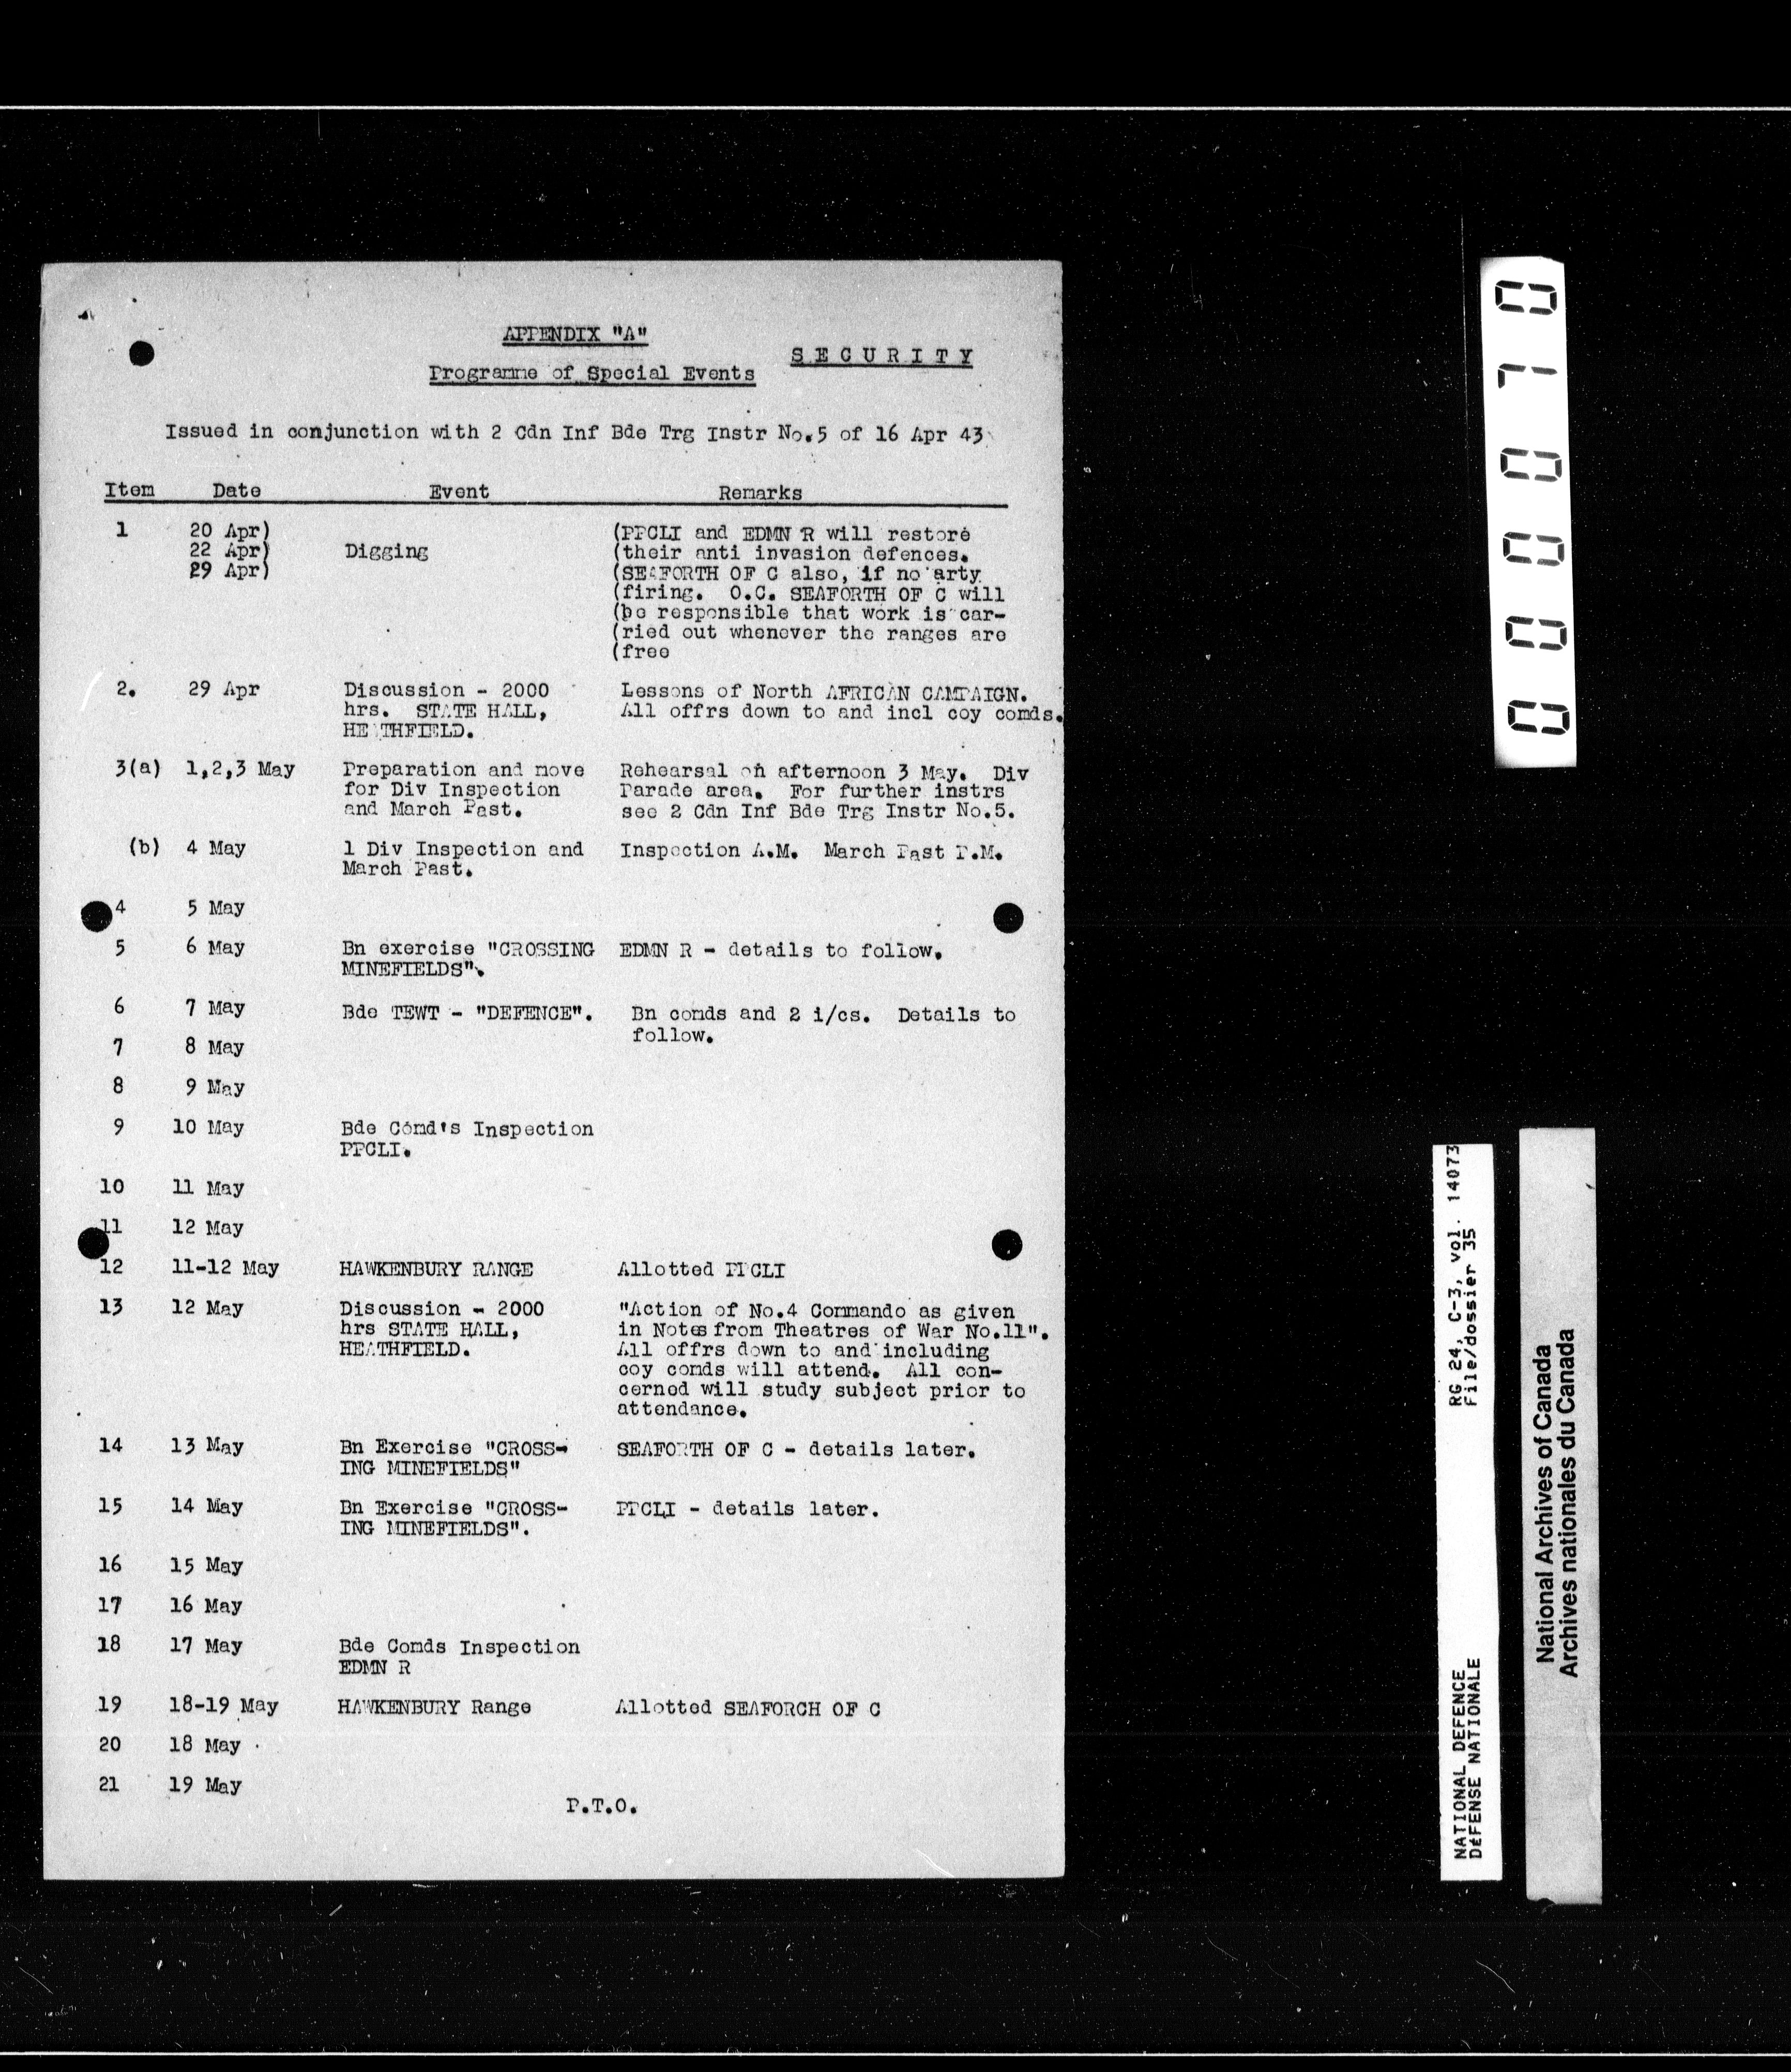 APPENDIX "A"
S E C U R I T Y
Programme of Special Events
Issued in conjunction with 2 Cdn Inf Bde Trg Instr No.5 of 16 Apr 43
Item Date Event Remarks
1 20 Apr) (PPCLI and EDMN R will restore
22 Apr) Digging (their anti invasion defences.
29 Apr) (SEAFORTH OF C also, if no arty
(firing. O.C. SEAFORTH OF C will
(be responsible that work is car-
(ried out whenever the ranges are
(free
2. 29 Apr Discussion - 2000 Lessons of North AFRICAN CAMPAIGN.
hrs. STATE HALL, All offrs down to and incl coy comds.
HEATHFIELD.
3(a) 1,2,3 May Preparation and move Rehearsal on afternoon 3 May. Div
for Div Inspection Parade area. For further instrs
and March Past. see 2 Cdn Inf Bde Trg Instr No.5.
(b) 4 May 1 Div Inspection and Inspection A.M. March Past P.M.
March Past.
4 5 May
5 6 May Bn exercise "CROSSING EDMN R - details to follow.
MINEFIELDS".
6 7 May Bde TEWT - "DEFENCE". Bn comds and 2 i/cs. Details to
follow.
7 8 May
8 9 May
9 10 May Bde Comd's Inspection
PPCLI.
10 11 May
11 12 May
12 11-12 May HAWKENBURY RANGE Allotted PPCLI
13 12 May Discussion - 2000 "Action of No.4 Commando as given
hrs STATE HALL, in Notes from Theatres of War No.11".
HEATHFIELD. All offrs down to and including
coy comds will attend. All con-
cerned will study subject prior to
attendance.
14 13 May Bn Exercise "CROSS- SEAFORTH OF C - details later.
ING MINEFIELDS"
15 14 May Bn Exercise "CROSS- PPCLI - details later.
ING MINEFIELDS".
16 15 May
17 16 May
18 17 May Bde Comds Inspection
EDMN R
19 18-19 May HAWKENBURY Range Allotted SEAFORCH OF C
20 18 May
21 19 May
P.T.O.
0000070
NATIONAL DEFENCE RG 24, C-3, vol. 14073
DéFENSE NATIONALE File/dossier 35
National Archives of Canada
Archives nationales du Canada